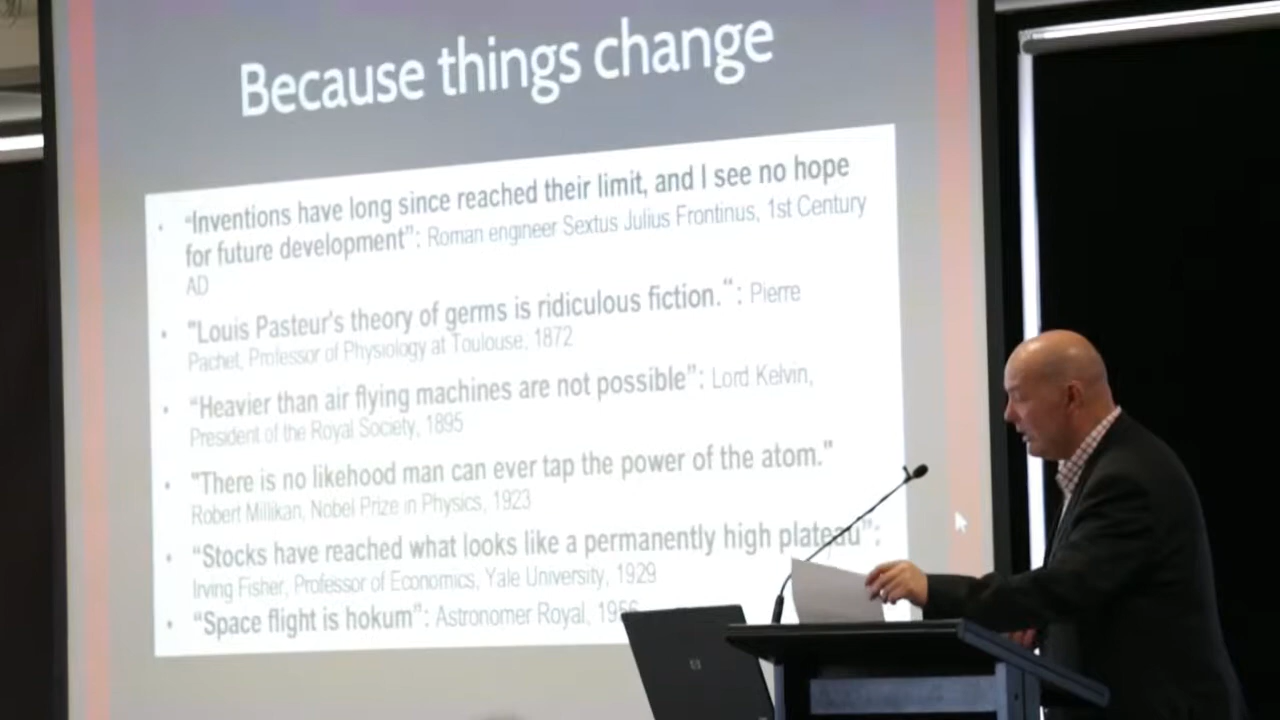 Because things change
• “Inventions have long since reached their limit, and I see no hope
for future development”: Roman engineer Sextus Julius Frontinus, 1st Century
AD
• "Louis Pasteur's theory of germs is ridiculous fiction.“: Pierre
Pachet, Professor of Physiology at Toulouse, 1872
• “Heavier than air flying machines are not possible”: Lord Kelvin,
President of the Royal Society, 1895
• "There is no likehood man can ever tap the power of the atom."
Robert Millikan, Nobel Prize in Physics, 1923
• “Stocks have reached what looks like a permanently high plateau”:
Irving Fisher, Professor of Economics, Yale University, 1929
• “Space flight is hokum”: Astronomer Royal, 1956
hp